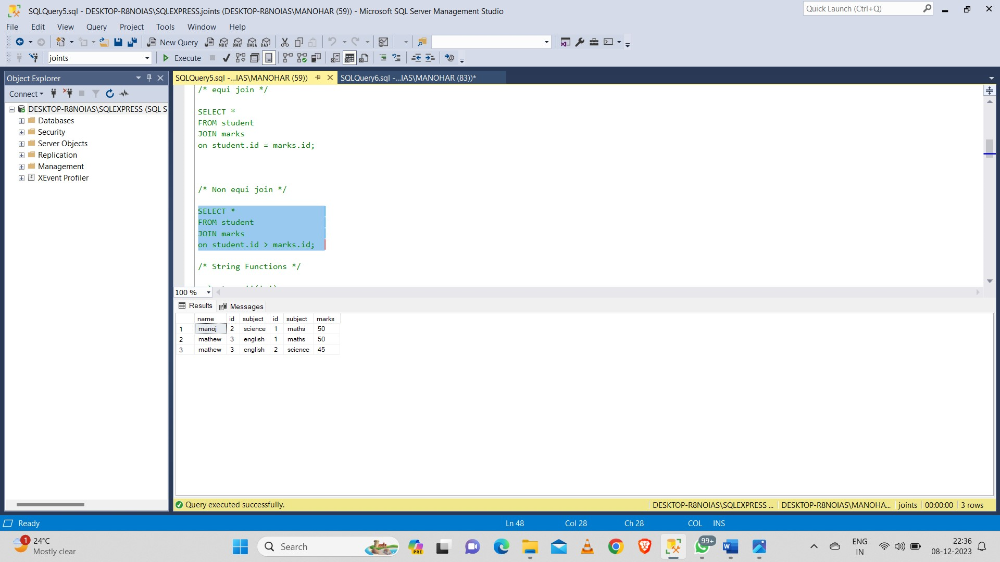 SQLQuery5.sql - DESKTOP-R8NOIAS\SQLEXPRESS.joints (DESKTOP-R8NOIAS\MANOHAR (59)) - Microsoft SQL Server Management Studio
Quick Launch (Ctrl+Q)
File Edit View Query Project Tools Window Help
New Query MDX DMX XMLA DAX
joints Execute
Object Explorer
SQLQuery5.sql -...IAS\MANOHAR (59)) SQLQuery6.sql -...IAS\MANOHAR (83))*
Connect
DESKTOP-R8NOIAS\SQLEXPRESS (SQL S
Databases
Security
Server Objects
Replication
Management
XEvent Profiler
/* equi join */
SELECT *
FROM student
JOIN marks
on student.id = marks.id;
/* Non equi join */
SELECT *
FROM student
JOIN marks
on student.id > marks.id;
/* String Functions */
100 %
Results Messages
name id subject id subject marks
1 manoj 2 science 1 maths 50
2 mathew 3 english 1 maths 50
3 mathew 3 english 2 science 45
Query executed successfully. DESKTOP-R8NOIAS\SQLEXPRESS ... DESKTOP-R8NOIAS\MANOHA... joints 00:00:00 3 rows
Ready Ln 48 Col 28 Ch 28 COL INS
1 24°C
Mostly clear
Search
PRE
99+
ENG
IN
22:36
08-12-2023